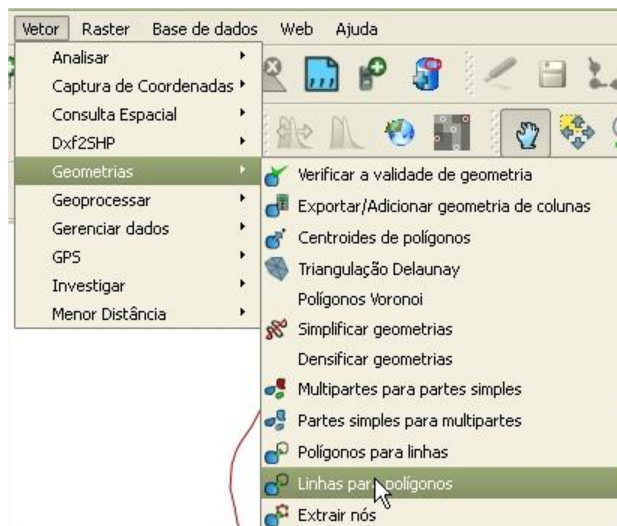 Vetor Raster Base de dados Web Ajuda
Analisar
Captura de Coordenadas
Consulta Espacial
Dxf2SHP
Geometrias
Geoprocessar
Gerenciar dados
GPS
Investigar
Menor Distância
Verificar a validade de geometria
Exportar/Adicionar geometria de colunas
Centroides de polígonos
Triangulação Delaunay
Polígonos Voronoi
Simplificar geometrias
Densificar geometrias
Multipartes para partes simples
Partes simples para multipartes
Polígonos para linhas
Linhas para polígonos
Extrair nós